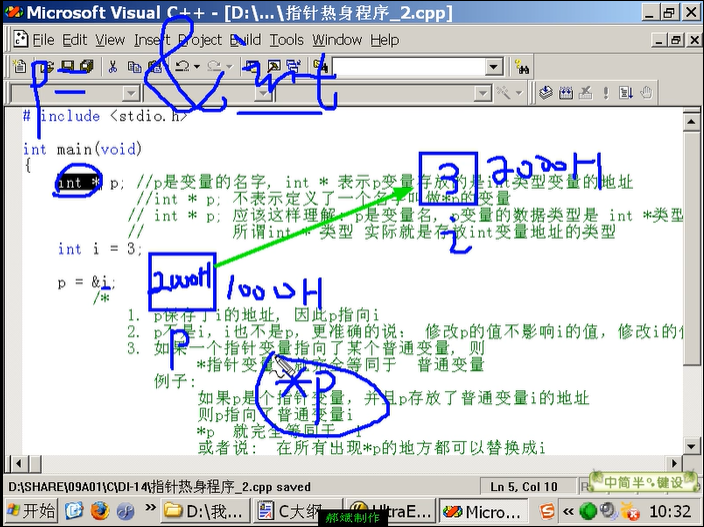 Microsoft Visual C++ - [D:\...\指针热身程序_2.cpp]
File Edit View Insert Project Build Tools Window Help
p = & int
# include <stdio.h>
int main(void)
{
int * p; //p是变量的名字, int * 表示p变量存放的是int类型变量的地址
//int * p; 不表示定义了一个名字叫做*p的变量
// int * p; 应该这样理解: p是变量名, p变量的数据类型是 int *类型
// 所谓int * 类型 实际就是存放int变量地址的类型
int i = 3;
p = &i;
/*
1. p保存了i的地址, 因此p指向i
2. p不是i, i也不是p, 更准确的说: 修改p的值不影响i的值, 修改i的
3. 如果一个指针变量指向了某个普通变量, 则
*指针变量 就完全等同于 普通变量
例子:
如果p是个指针变量, 并且p存放了普通变量i的地址
则p指向了普通变量i
*p 就完全等同于 i
或者说: 在所有出现*p的地方都可以替换成i
3 2000H
i
2000H 1000H
p
*p
D:\SHARE\09A01\C\DI-14\指针热身程序_2.cpp saved
Ln 5, Col 10
中简半键设
开始
D:\我...
C大纲
UltraE...
Micros...
10:32